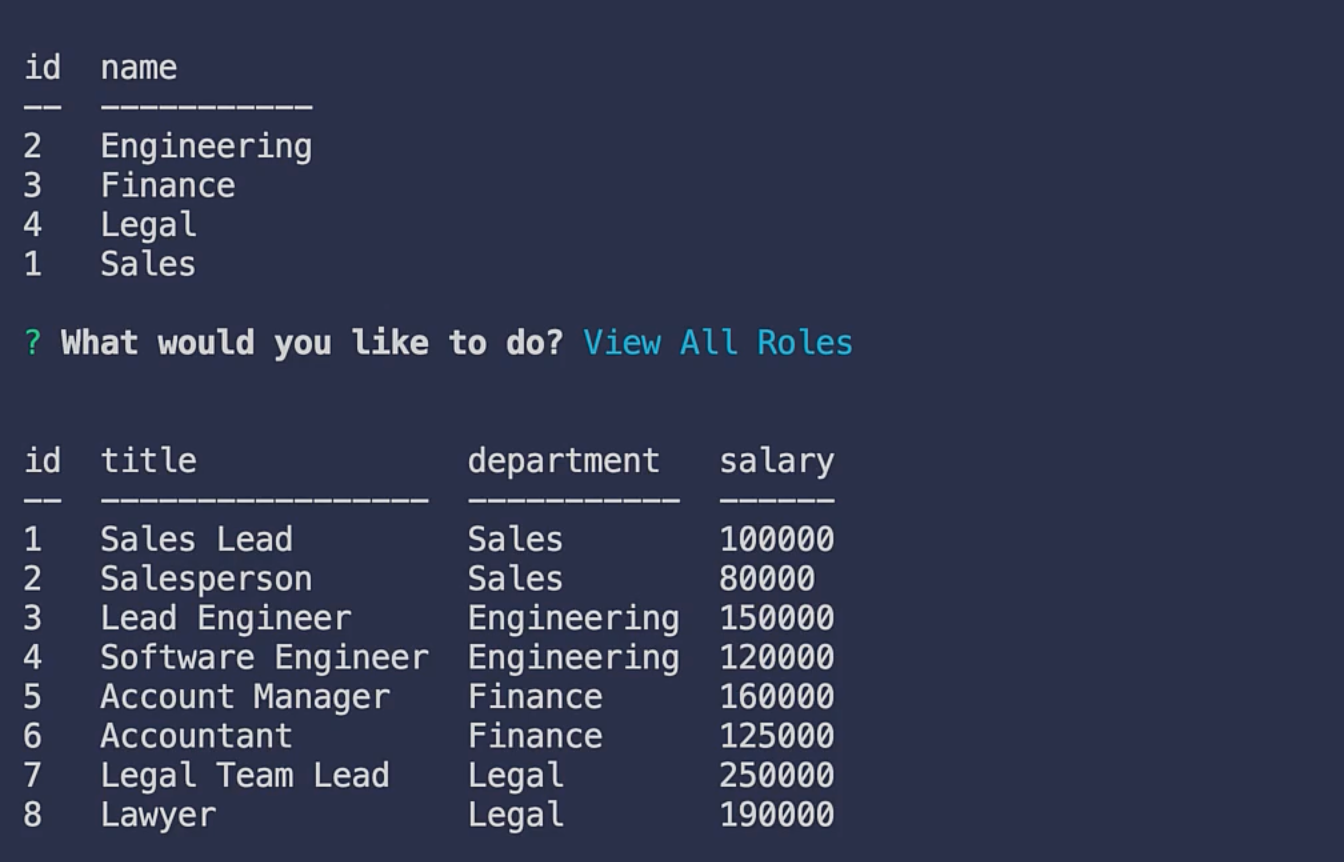 id  name
--  -----------
2   Engineering
3   Finance
4   Legal
1   Sales
? What would you like to do? View All Roles
id  title              department   salary
--  -----------------  -----------  ------
1   Sales Lead         Sales        100000
2   Salesperson        Sales        80000
3   Lead Engineer      Engineering  150000
4   Software Engineer  Engineering  120000
5   Account Manager    Finance      160000
6   Accountant         Finance      125000
7   Legal Team Lead    Legal        250000
8   Lawyer             Legal        190000